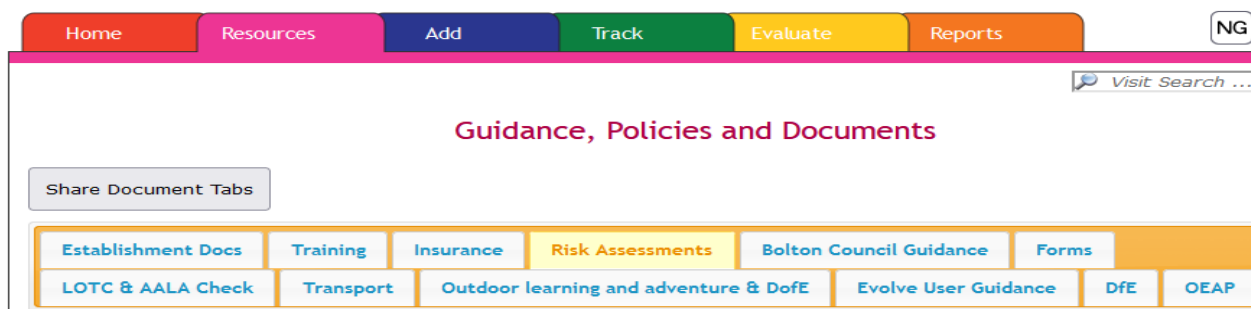 Home Resources Add Track Evaluate Reports NG
Visit Search ...
Guidance, Policies and Documents
Share Document Tabs
Establishment Docs Training Insurance Risk Assessments Bolton Council Guidance Forms
LOTC & AALA Check Transport Outdoor learning and adventure & DofE Evolve User Guidance DfE OEAP